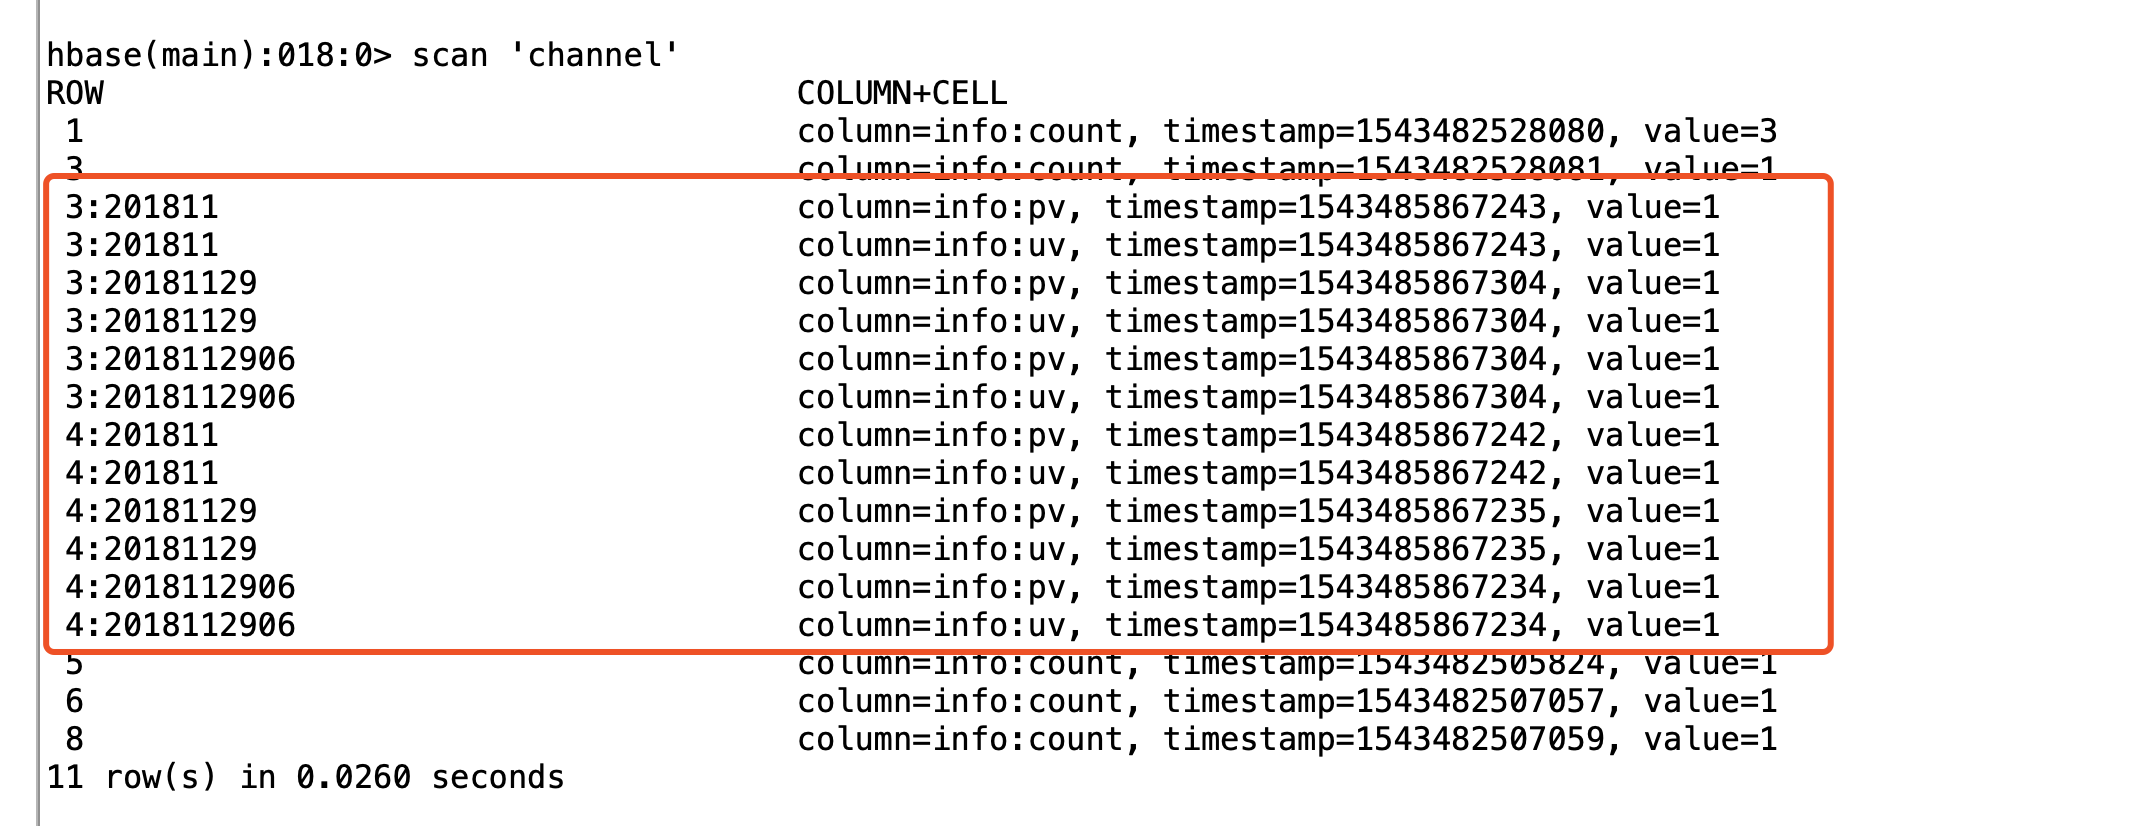 hbase(main):018:0> scan 'channel'
ROW COLUMN+CELL
1 column=info:count, timestamp=1543482528080, value=3
3 column=info:count, timestamp=1543482528081, value=1
3:201811 column=info:pv, timestamp=1543485867243, value=1
3:201811 column=info:uv, timestamp=1543485867243, value=1
3:20181129 column=info:pv, timestamp=1543485867304, value=1
3:20181129 column=info:uv, timestamp=1543485867304, value=1
3:2018112906 column=info:pv, timestamp=1543485867304, value=1
3:2018112906 column=info:uv, timestamp=1543485867304, value=1
4:201811 column=info:pv, timestamp=1543485867242, value=1
4:201811 column=info:uv, timestamp=1543485867242, value=1
4:20181129 column=info:pv, timestamp=1543485867235, value=1
4:20181129 column=info:uv, timestamp=1543485867235, value=1
4:2018112906 column=info:pv, timestamp=1543485867234, value=1
4:2018112906 column=info:uv, timestamp=1543485867234, value=1
5 column=info:count, timestamp=1543482505824, value=1
6 column=info:count, timestamp=1543482507057, value=1
8 column=info:count, timestamp=1543482507059, value=1
11 row(s) in 0.0260 seconds